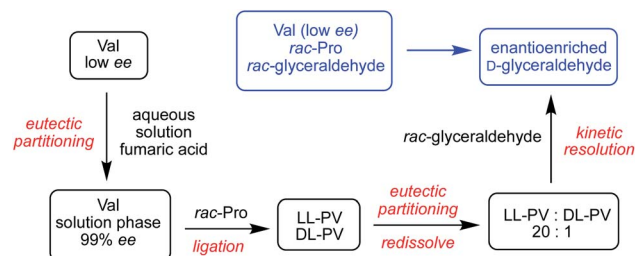 Val
low ee
Val (low ee)
rac-Pro
rac-glyceraldehyde
enantioenriched
D-glyceraldehyde
eutectic
partitioning
aqueous
solution
fumaric acid
rac-glyceraldehyde
kinetic
resolution
Val
solution phase
99% ee
rac-Pro
ligation
LL-PV
DL-PV
eutectic
partitioning
redissolve
LL-PV : DL-PV
20 : 1